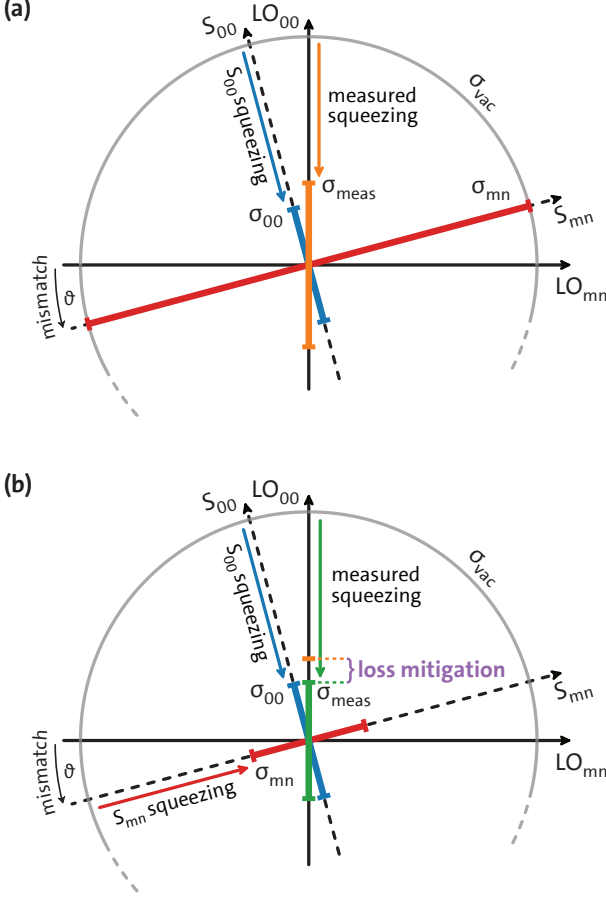 (a)
S00
LO00
S00 squeezing
measured
squeezing
σvac
σmeas
σ00
σmn
Smn
mismatch
ϑ
LOmn
(b)
S00
LO00
S00 squeezing
measured
squeezing
σvac
loss mitigation
σ00
σmeas
Smn
mismatch
ϑ
σmn
LOmn
Smn squeezing